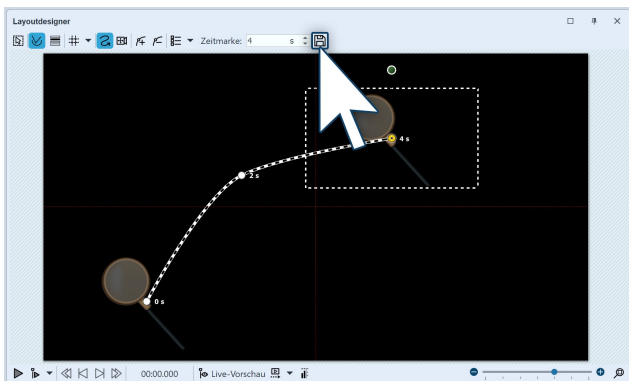 Layoutdesigner
Zeitmarke: 4 s
4 s
2 s
0 s
00:00.000 Live-Vorschau